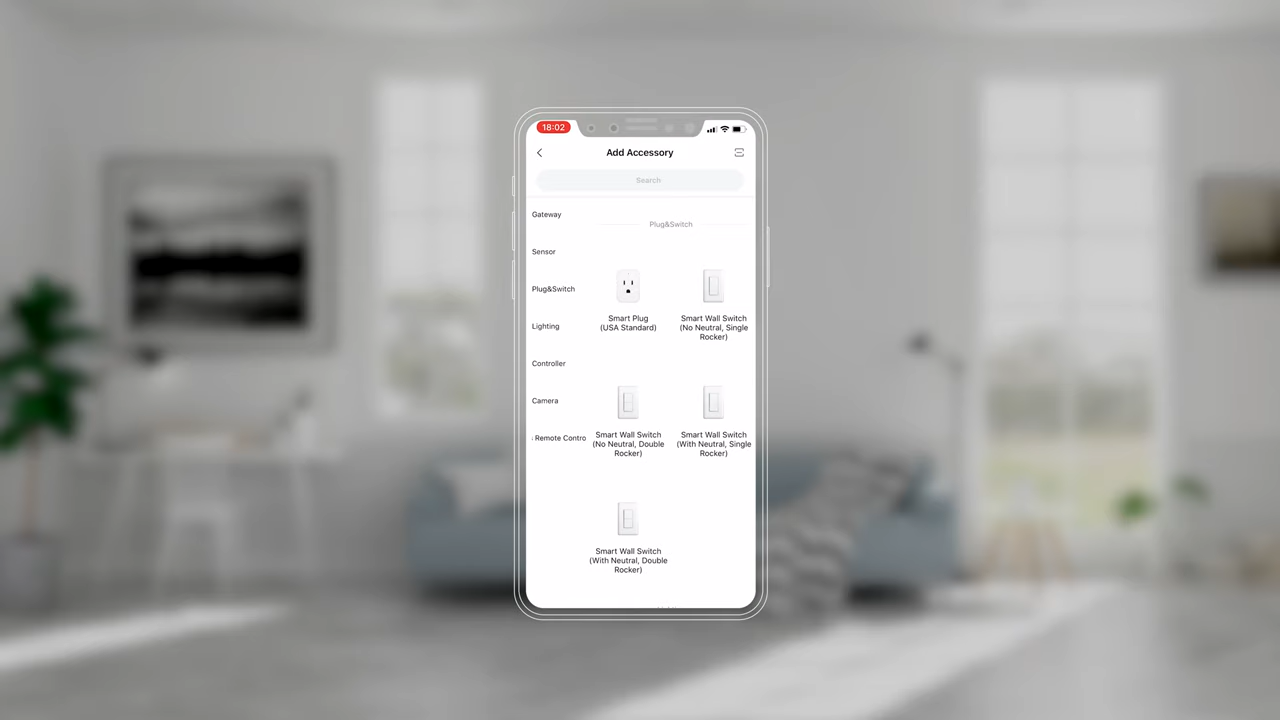 18:02
Add Accessory
Search
Gateway
Sensor
Plug&Switch
Lighting
Controller
Camera
Remote Contro
Plug&Switch
Smart Plug
(USA Standard)
Smart Wall Switch
(No Neutral, Single
Rocker)
Smart Wall Switch
(No Neutral, Double
Rocker)
Smart Wall Switch
(With Neutral, Single
Rocker)
Smart Wall Switch
(With Neutral, Double
Rocker)